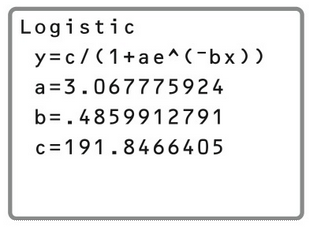 Logistic
y=c/(1+ae^(⁻bx))
a=3.067775924
b=.4859912791
c=191.8466405